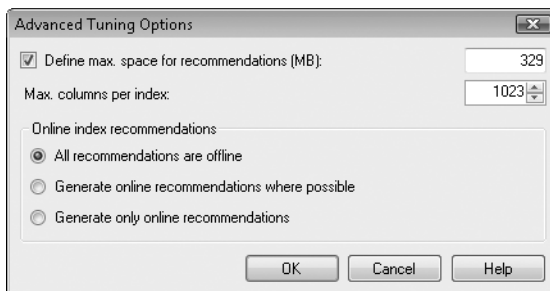 Advanced Tuning Options
Define max. space for recommendations (MB): 329
Max. columns per index: 1023
Online index recommendations
All recommendations are offline
Generate online recommendations where possible
Generate only online recommendations
OK Cancel Help